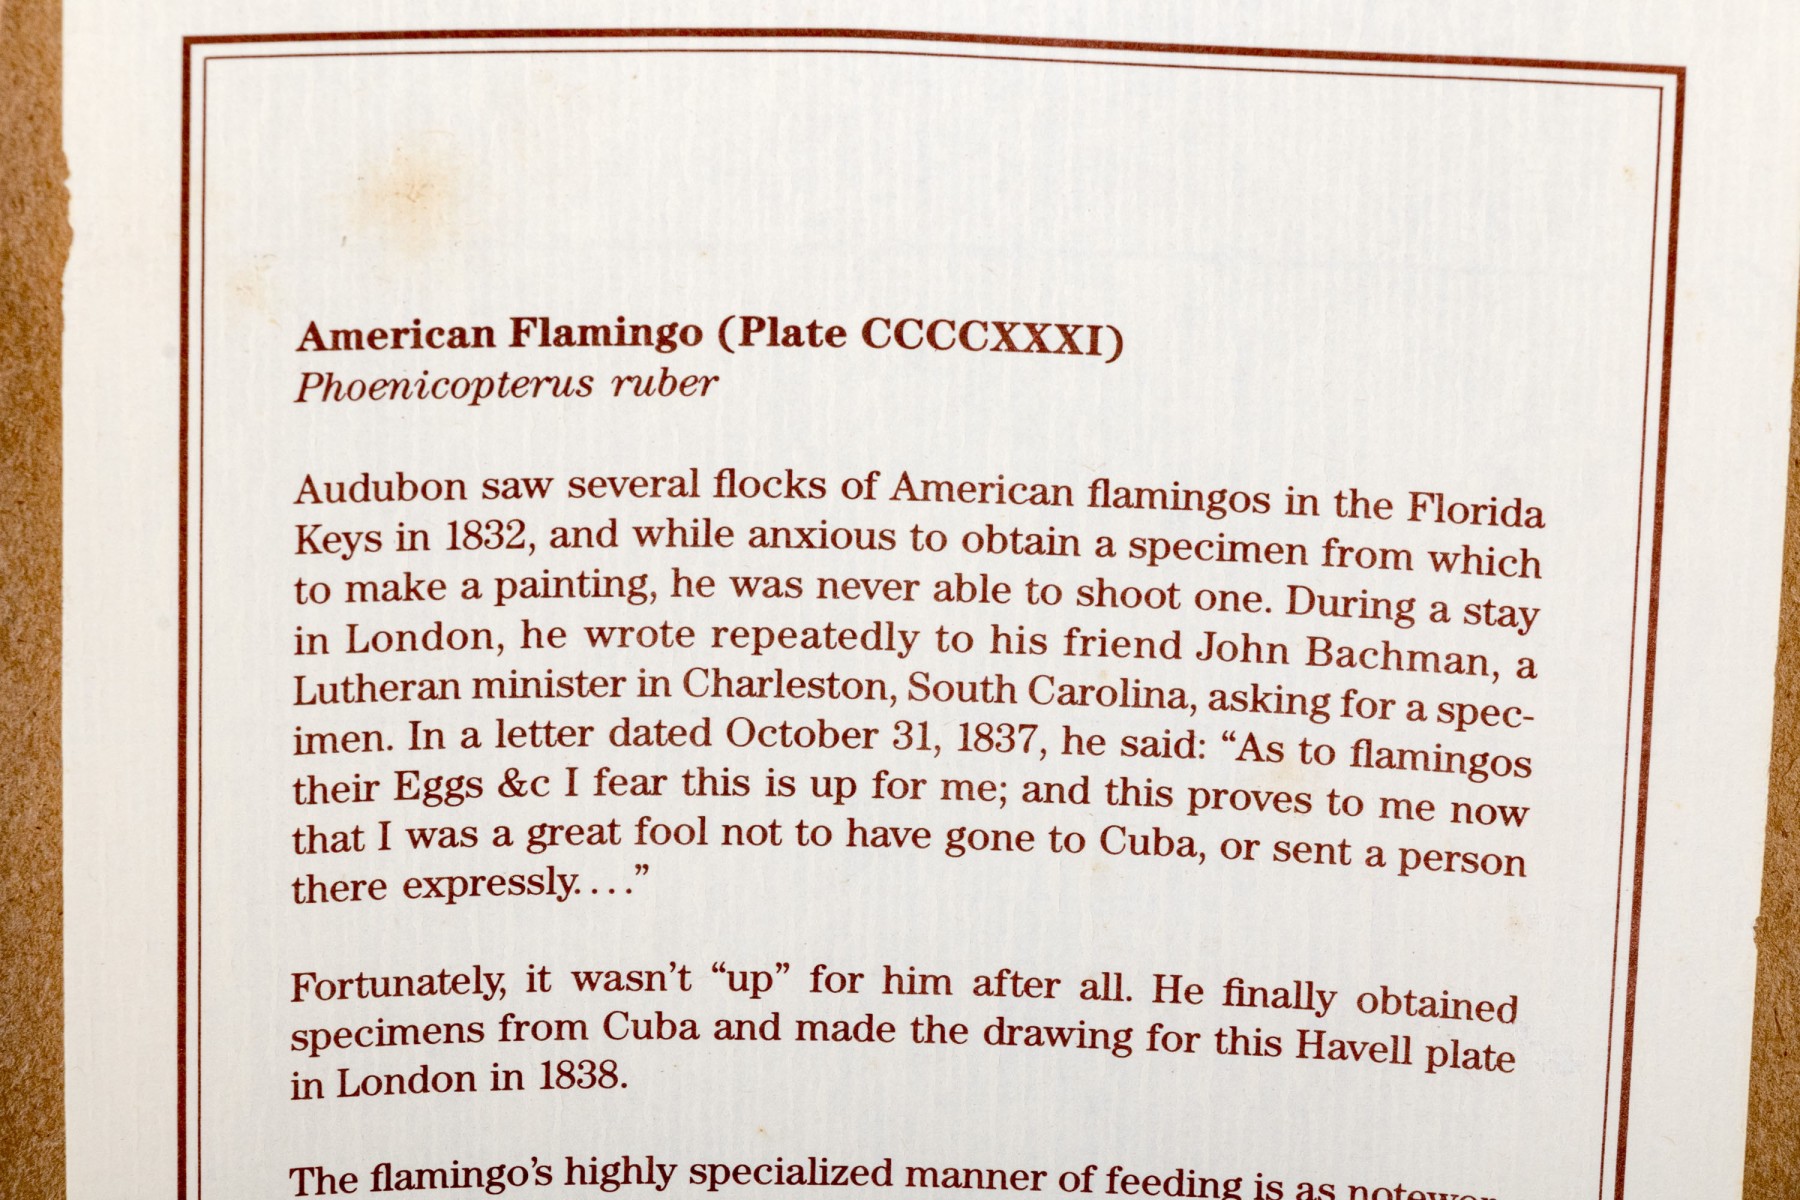 American Flamingo (Plate CCCCXXXI)
Phoenicopterus ruber
Audubon saw several flocks of American flamingos in the Florida
Keys in 1832, and while anxious to obtain a specimen from which
to make a painting, he was never able to shoot one. During a stay
in London, he wrote repeatedly to his friend John Bachman, a
Lutheran minister in Charleston, South Carolina, asking for a spec-
imen. In a letter dated October 31, 1837, he said: “As to flamingos
their Eggs &c I fear this is up for me; and this proves to me now
that I was a great fool not to have gone to Cuba, or sent a person
there expressly. . . .”
Fortunately, it wasn’t “up” for him after all. He finally obtained
specimens from Cuba and made the drawing for this Havell plate
in London in 1838.
The flamingo’s highly specialized manner of feeding is as